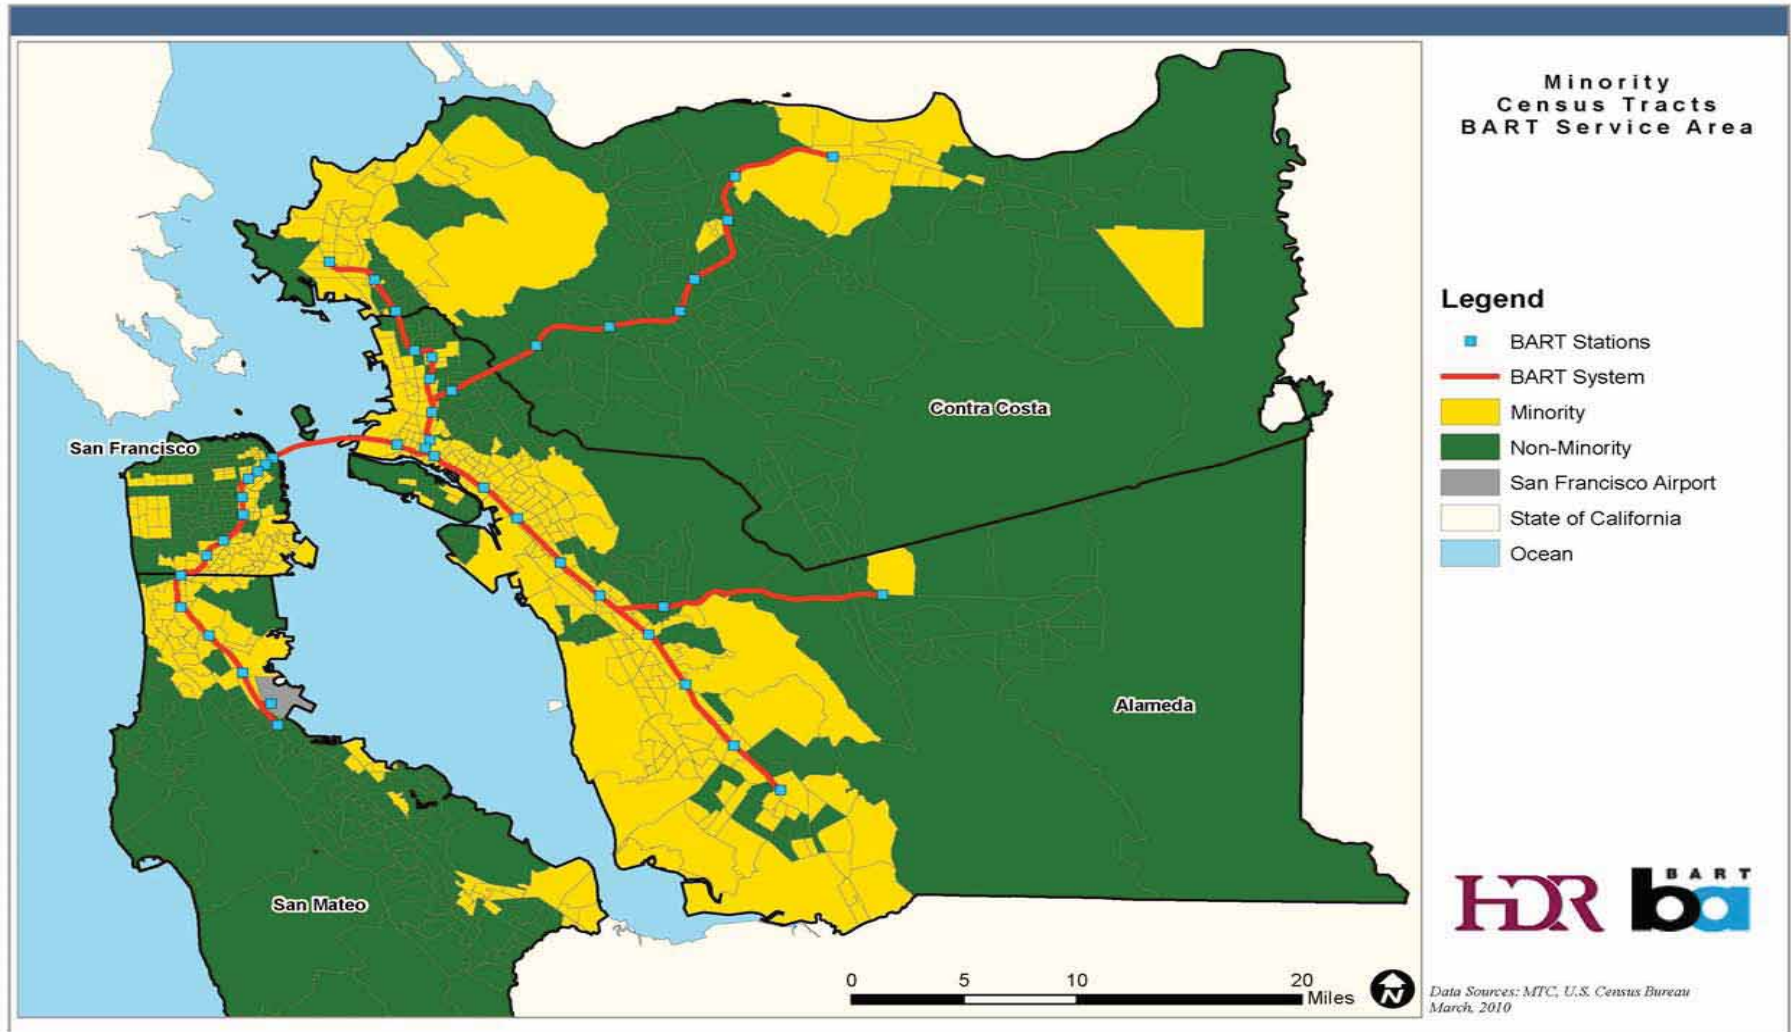 Minority
Census Tracts
BART Service Area
Legend
BART Stations
BART System
Minority
Non-Minority
San Francisco Airport
State of California
Ocean
San Francisco
Contra Costa
Alameda
San Mateo
0 5 10 20
Miles
N
HDR
BART
ba
Data Sources: MTC, U.S. Census Bureau
March, 2010